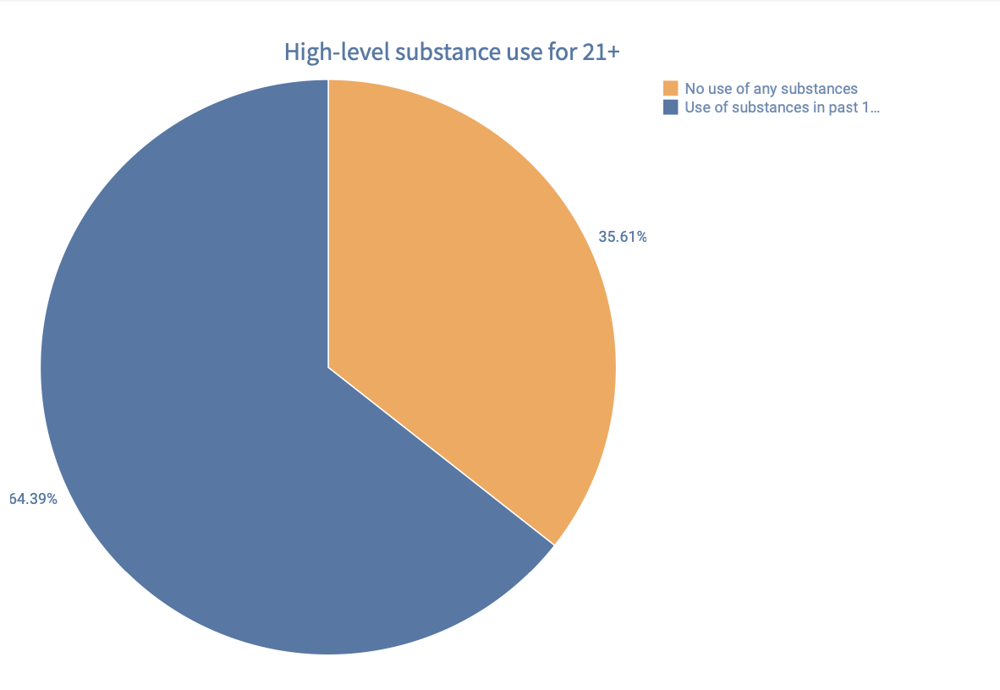 High-level substance use for 21+
No use of any substances
Use of substances in past 1...
35.61%
64.39%